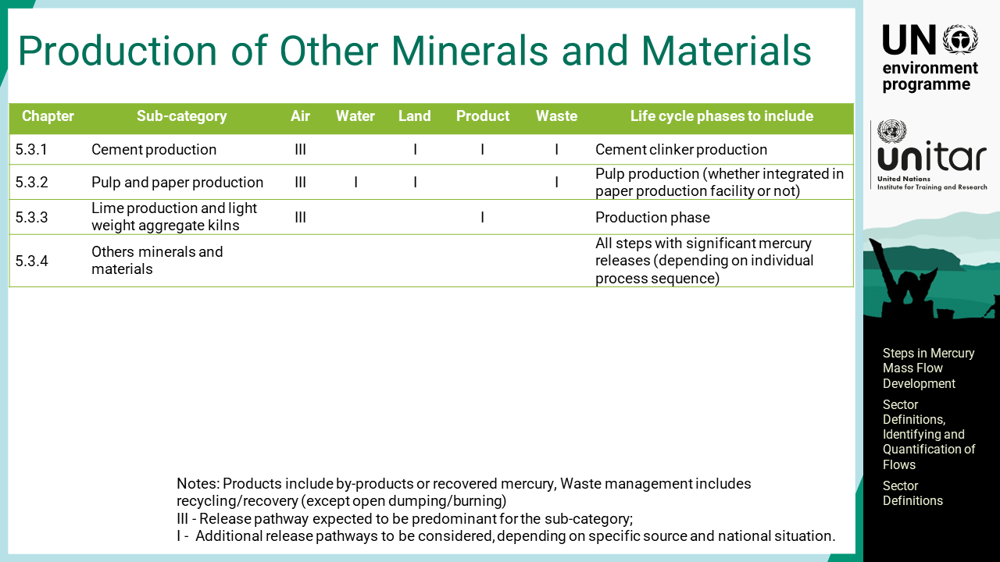 Production of Other Minerals and Materials
Chapter Sub-category Air Water Land Product Waste Life cycle phases to include
5.3.1 Cement production III I I I Cement clinker production
5.3.2 Pulp and paper production III I I I Pulp production (whether integrated in
paper production facility or not)
5.3.3 Lime production and light
weight aggregate kilns III I Production phase
5.3.4 Others minerals and
materials
All steps with significant mercury
releases (depending on individual
process sequence)
Notes: Products include by-products or recovered mercury, Waste management includes
recycling/recovery (except open dumping/burning)
III - Release pathway expected to be predominant for the sub-category;
I - Additional release pathways to be considered, depending on specific source and national situation.
UN
environment
programme
unitar
United Nations
Institute for Training and Research
Steps in Mercury
Mass Flow
Development
Sector
Definitions,
Identifying and
Quantification of
Flows
Sector
Definitions